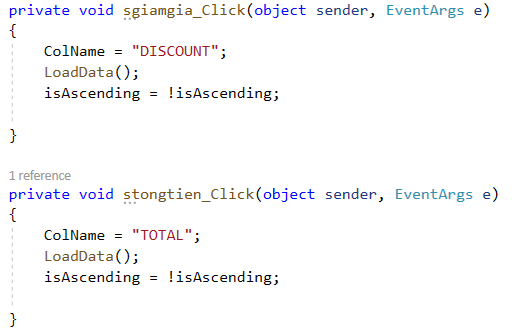 private void sgiamgia_Click(object sender, EventArgs e)
{
ColName = "DISCOUNT";
LoadData();
isAscending = !isAscending;
}
1 reference
private void stongtien_Click(object sender, EventArgs e)
{
ColName = "TOTAL";
LoadData();
isAscending = !isAscending;
}